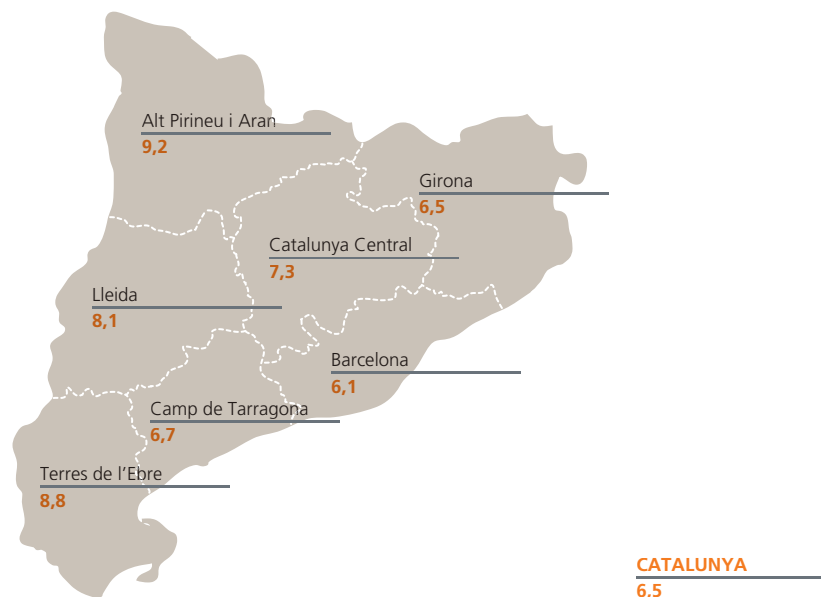 Alt Pirineu i Aran
9,2
Girona
6,5
Catalunya Central
7,3
Lleida
8,1
Barcelona
6,1
Camp de Tarragona
6,7
Terres de l’Ebre
8,8
CATALUNYA
6,5